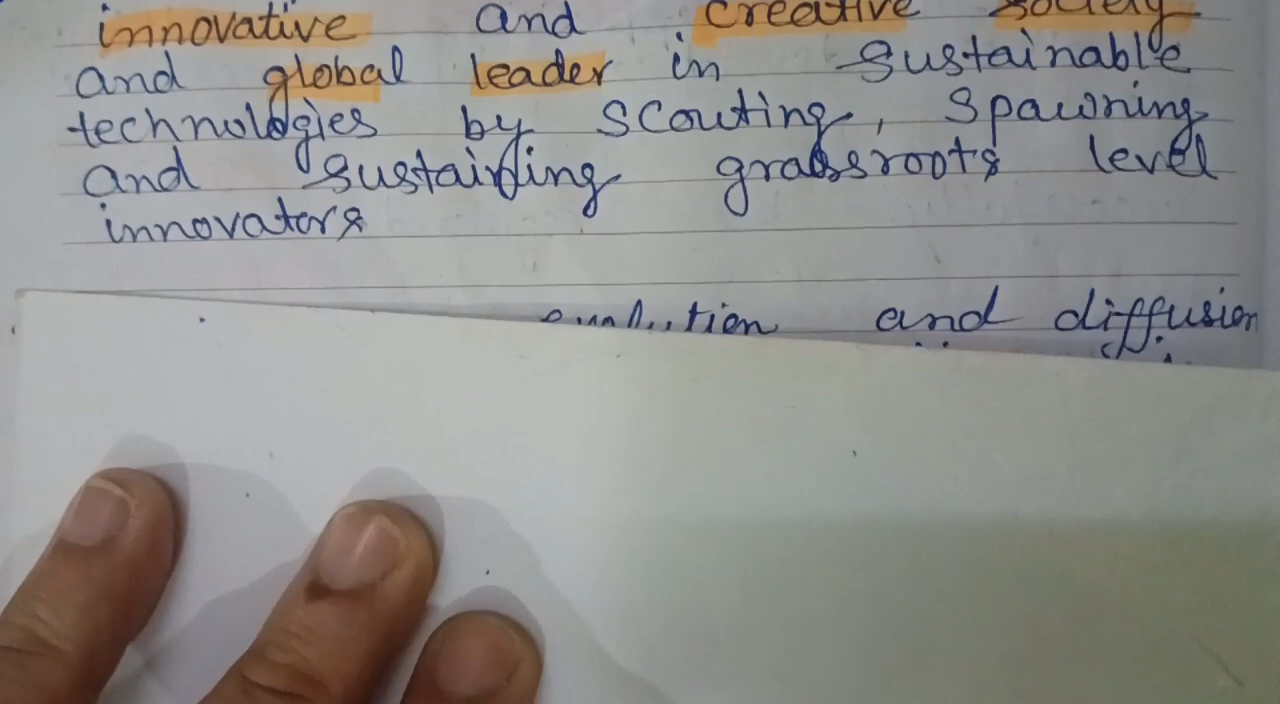 innovative and creative society
and global leader in sustainable
technologies by scouting, spawning
and sustaining grassroots level
innovators
and diffusion